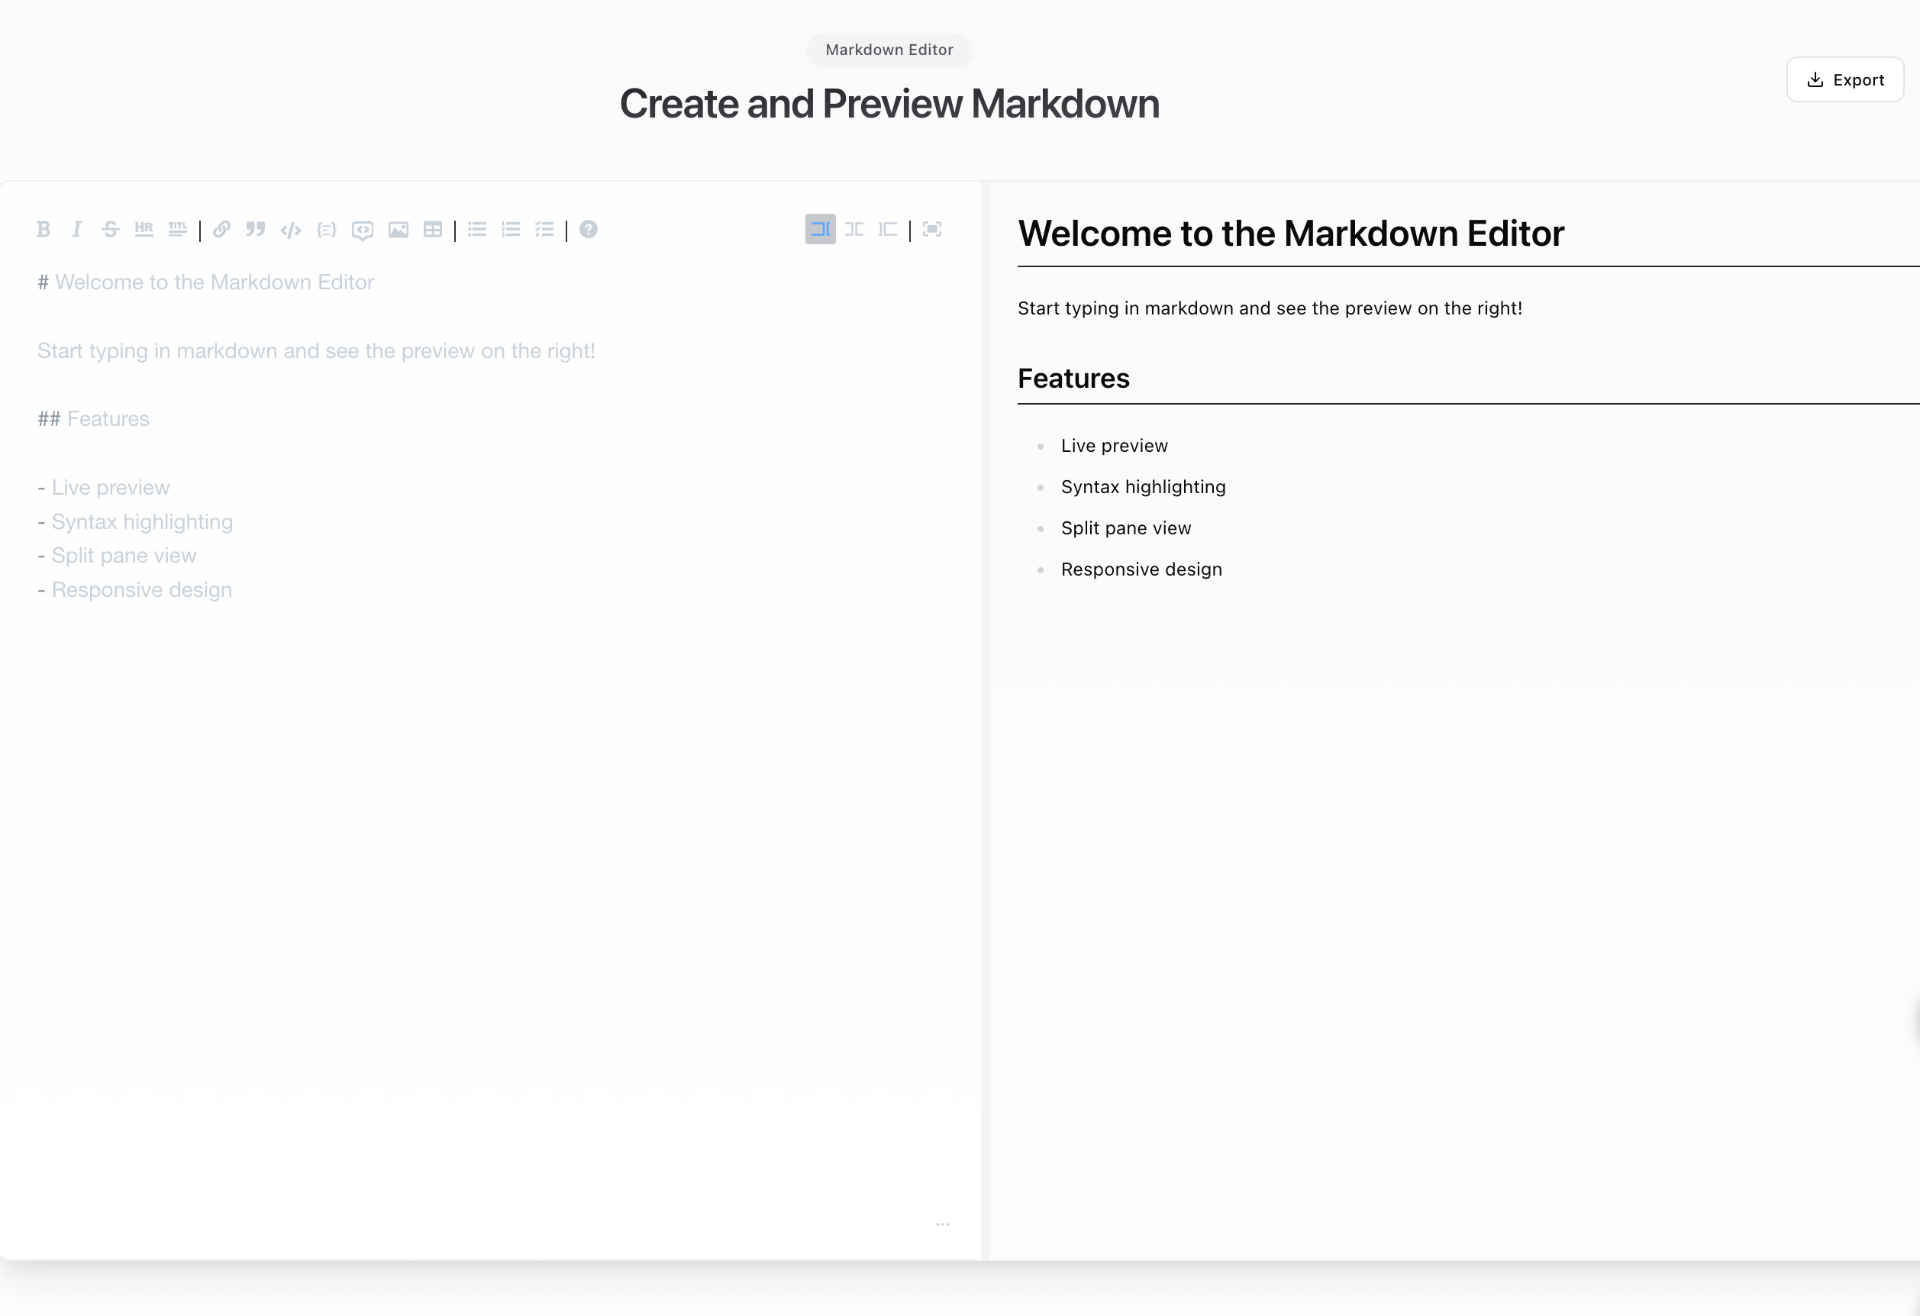 Markdown Editor
Create and Preview Markdown
Export
HR
TITL
# Welcome to the Markdown Editor
Start typing in markdown and see the preview on the right!
## Features
- Live preview
- Syntax highlighting
- Split pane view
- Responsive design
...
Welcome to the Markdown Editor
Start typing in markdown and see the preview on the right!
Features
Live preview
Syntax highlighting
Split pane view
Responsive design